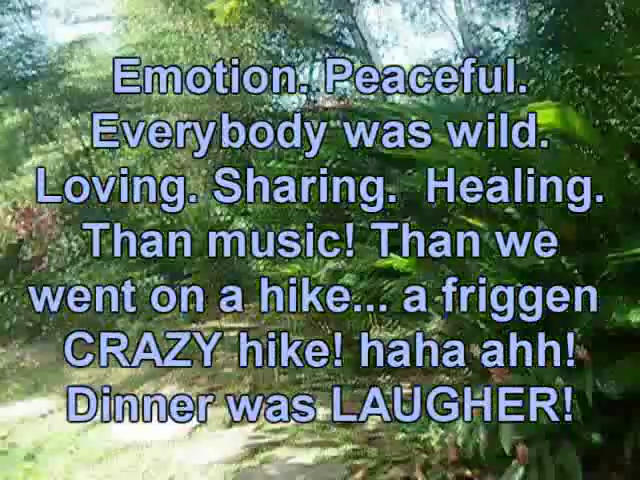 Emotion. Peaceful.
Everybody was wild.
Loving. Sharing.  Healing.
Than music! Than we
went on a hike... a friggen
CRAZY hike! haha ahh!
Dinner was LAUGHER!